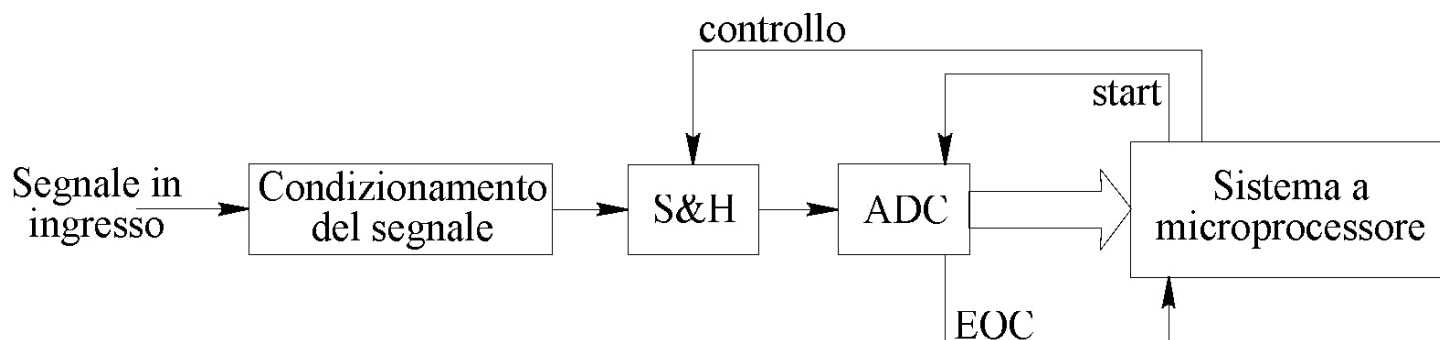 controllo
start
Segnale in
ingresso
Condizionamento
del segnale
S&H
ADC
Sistema a
microprocessore
EOC